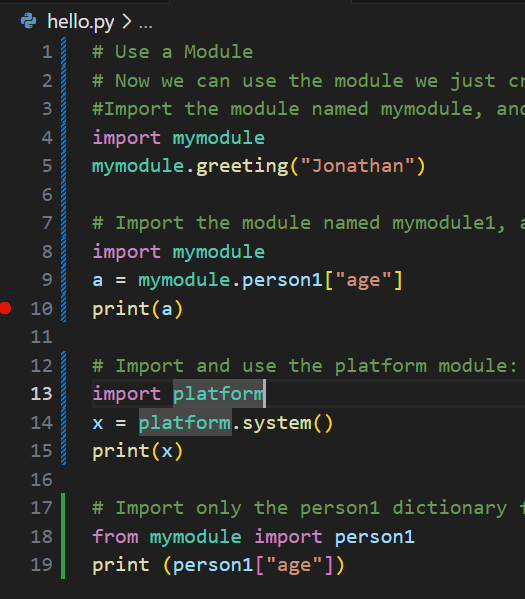 hello.py > ...
1 # Use a Module
2 # Now we can use the module we just
3 #Import the module named mymodule, and
4 import mymodule
5 mymodule.greeting("Jonathan")
6
7 # Import the module named mymodule1,
8 import mymodule
9 a = mymodule.person1["age"]
10 print(a)
11
12 # Import and use the platform module:
13 import platform
14 x = platform.system()
15 print(x)
16
17 # Import only the person1 dictionary
18 from mymodule import person1
19 print (person1["age"])